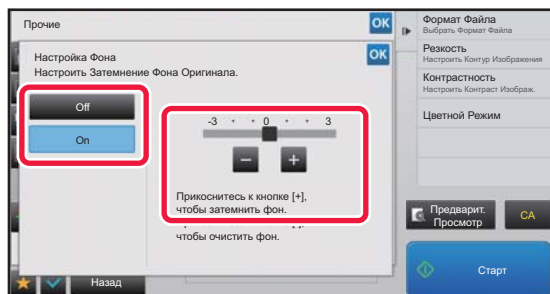 Прочие
OK
Настройка Фона
OK
Настроить Затемнение Фона Оригинала.
Off
On
-3 0 3
Прикоснитесь к кнопке [+],
чтобы затемнить фон.
чтобы очистить фон.
Назад
Формат Файла
Выбрать Формат Файла
Резкость
Настроить Контур Изображения
Контрастность
Настроить Контраст Изображ.
Цветной Режим
Предварит.
Просмотр
CA
Старт